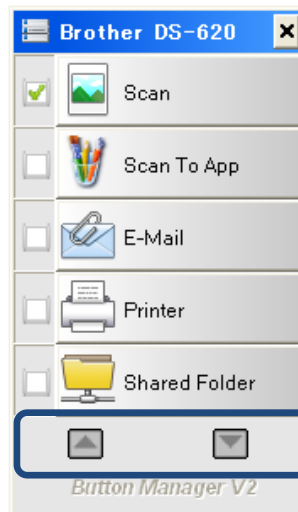 Brother DS-620
Scan
Scan To App
E-Mail
Printer
Shared Folder
Button Manager V2